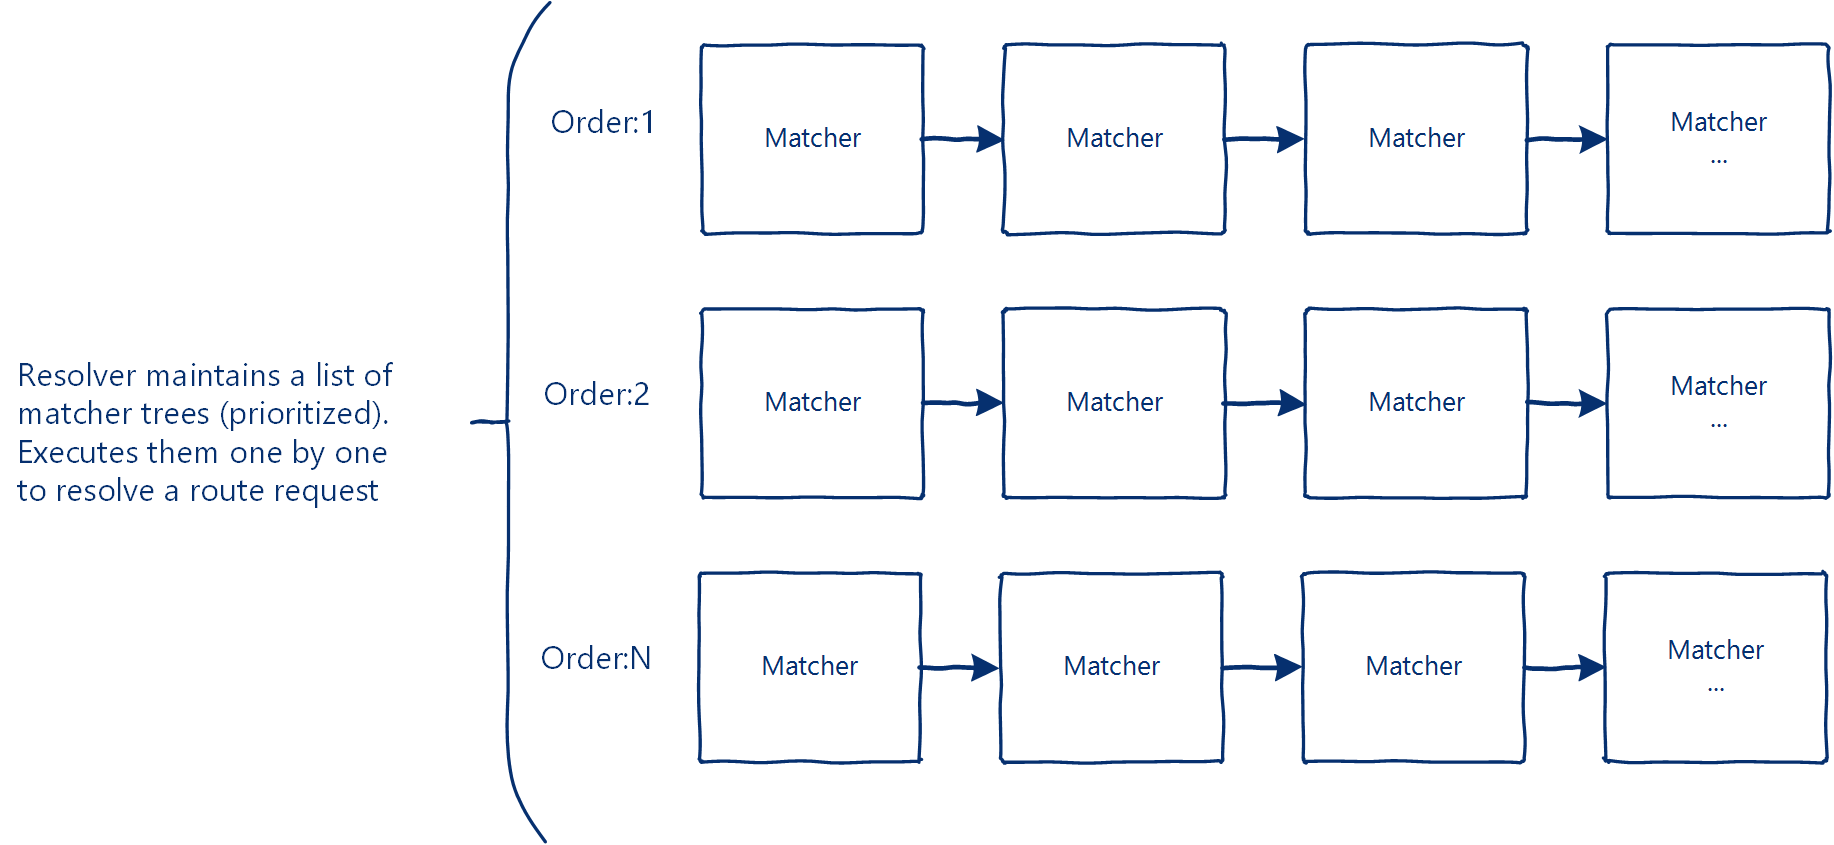 Order:1
Matcher
Matcher
Matcher
Matcher
...
Resolver maintains a list of
matcher trees (prioritized).
Executes them one by one
to resolve a route request
Order:2
Matcher
Matcher
Matcher
Matcher
...
Order:N
Matcher
Matcher
Matcher
Matcher
...